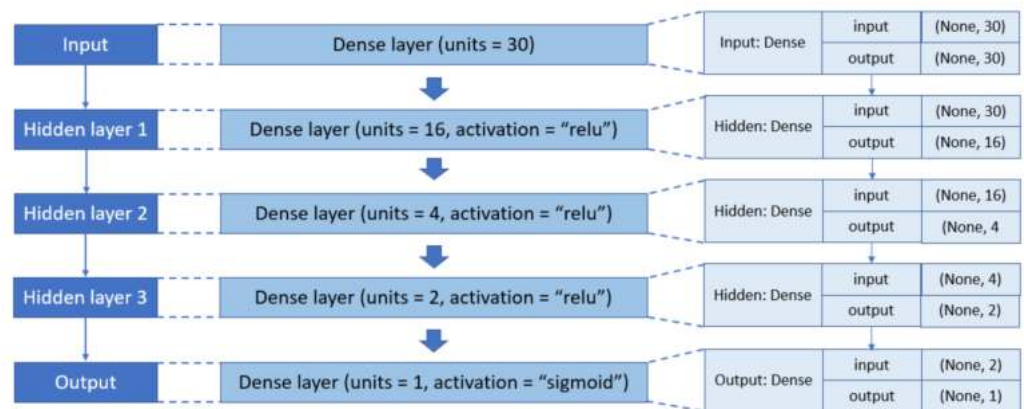 Input
Dense layer (units = 30)
Input: Dense
input
(None, 30)
output
(None, 30)
Hidden layer 1
Dense layer (units = 16, activation = “relu”)
Hidden: Dense
input
(None, 30)
output
(None, 16)
Hidden layer 2
Dense layer (units = 4, activation = “relu”)
Hidden: Dense
input
(None, 16)
output
(None, 4
Hidden layer 3
Dense layer (units = 2, activation = “relu”)
Hidden: Dense
input
(None, 4)
output
(None, 2)
Output
Dense layer (units = 1, activation = “sigmoid”)
Output: Dense
input
(None, 2)
output
(None, 1)